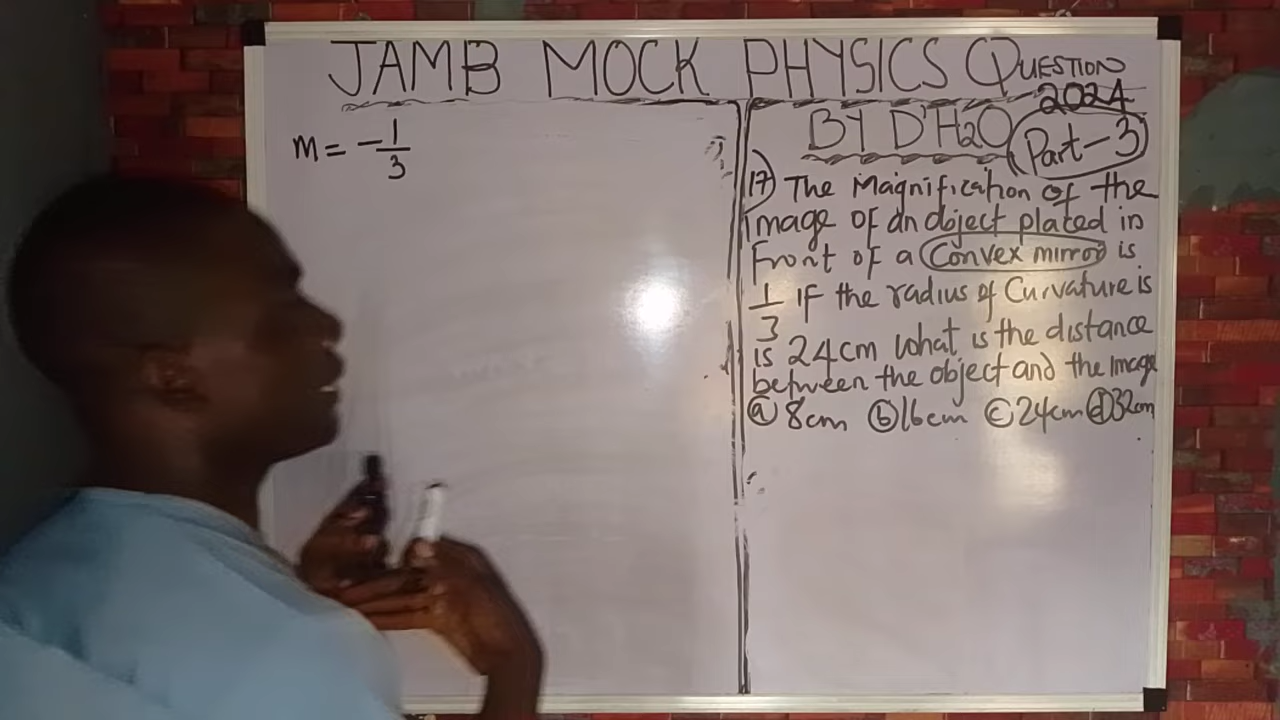 JAMB MOCK PHYSICS QUESTION
2024
BY D'H2O Part-3
m = -1/3
17) The Magnification of the
image of an object placed in
Front of a Convex mirror is
1/3 If the radius of Curvature is
is 24cm what is the distance
between the object and the Image
(a) 8cm (b) 16cm (c) 24cm (d) 32cm